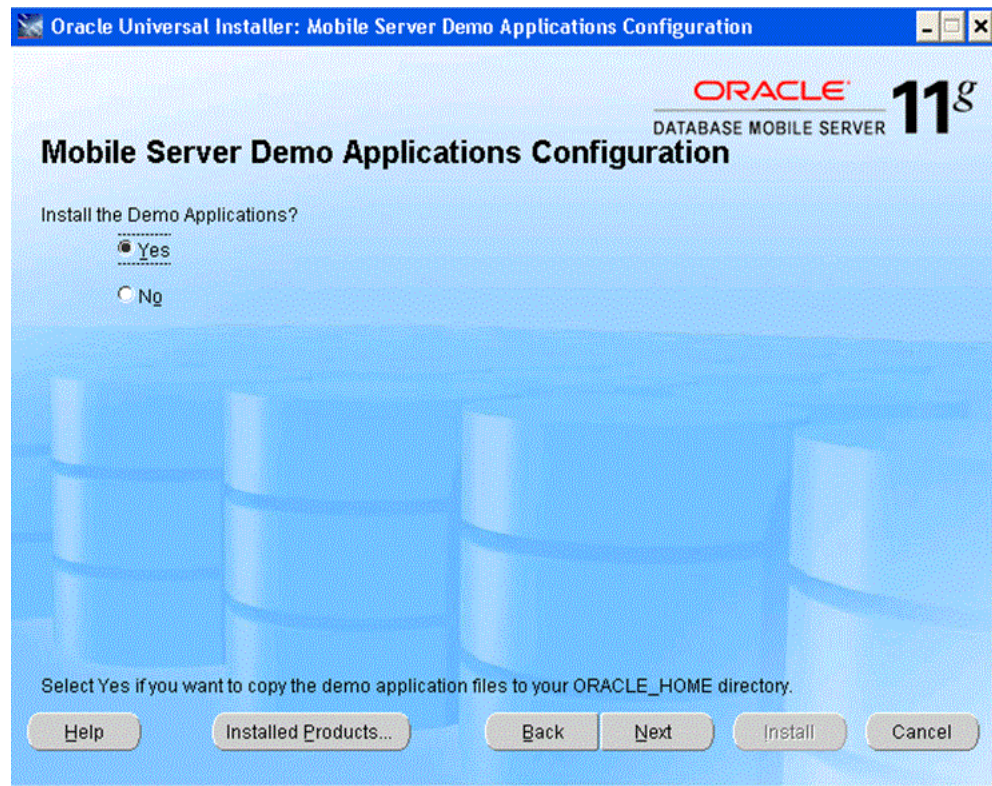 Oracle Universal Installer: Mobile Server Demo Applications Configuration
ORACLE
DATABASE MOBILE SERVER 11g
Mobile Server Demo Applications Configuration
Install the Demo Applications?
Yes
No
Select Yes if you want to copy the demo application files to your ORACLE_HOME directory.
Help Installed Products... Back Next Install Cancel